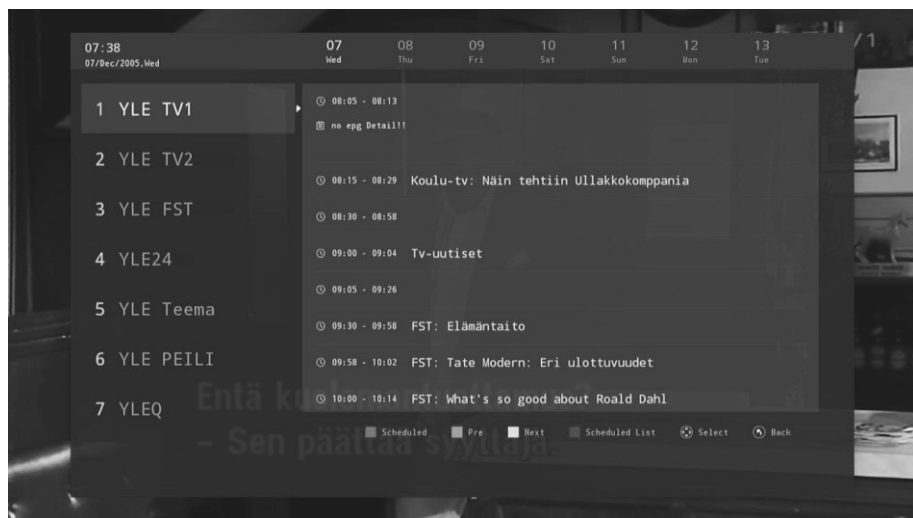 /1
07:38
07/Dec/2005,Wed
07 08 09 10 11 12 13
Wed Thu Fri Sat Sun Mon Tue
1 YLE TV1
2 YLE TV2
3 YLE FST
4 YLE24
5 YLE Teema
6 YLE PEILI
7 YLEQ
08:05 - 08:13
no epg Detail!!
08:15 - 08:29 Koulu-tv: Näin tehtiin Ullakkokomppania
08:30 - 08:58
09:00 - 09:04 Tv-uutiset
09:05 - 09:26
09:30 - 09:58 FST: Elämäntaito
09:58 - 10:02 FST: Tate Modern: Eri ulottuvuudet
10:00 - 10:14 FST: What's so good about Roald Dahl
Scheduled Pre Next Scheduled List Select Back
Entä
- Sen päättää syyttäjä.